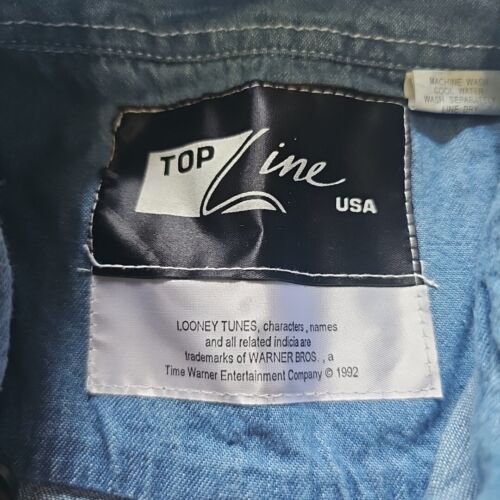 TOP Line
USA
LOONEY TUNES, characters, names
and all related indicia are
trademarks of WARNER BROS. , a
Time Warner Entertainment Company © 1992
MACHINE WASH
COOL WATER
WASH SEPARATELY
LINE DRY